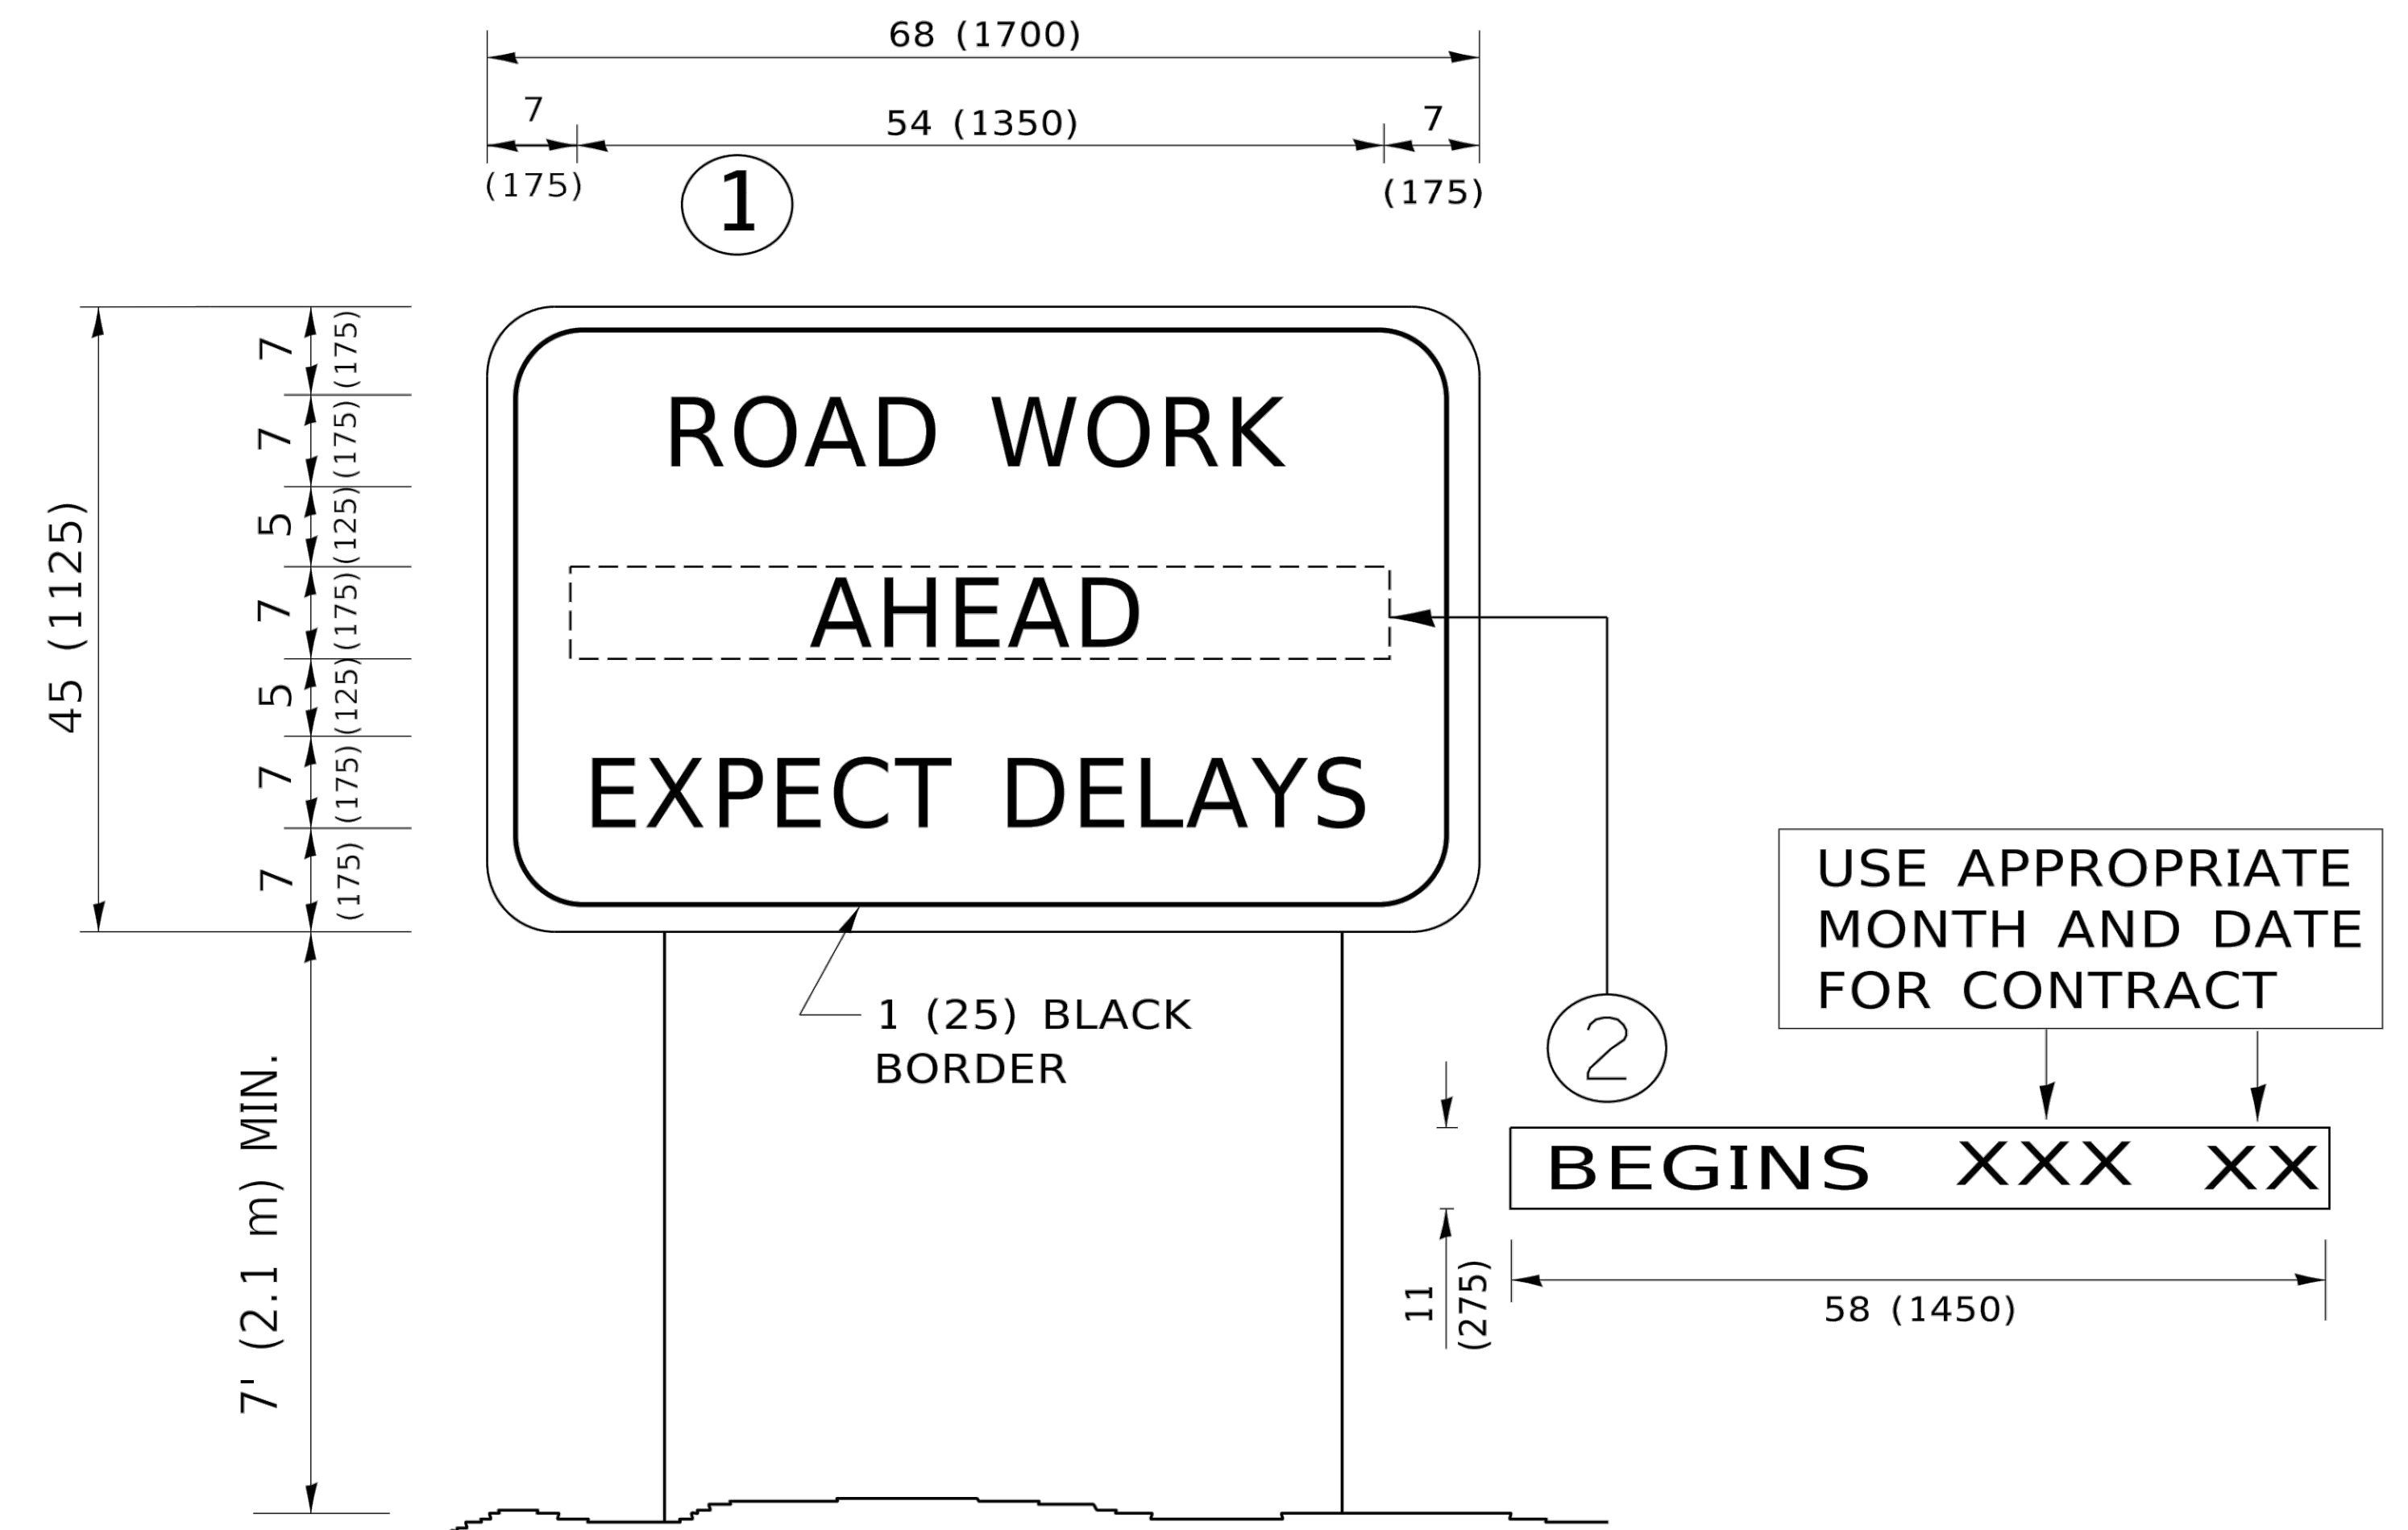 68 (1700)
7
54 (1350)
7
(175)
(175)
1
45 (1125)
7 (175)
7 (175)
5 (125)
7 (175)
5 (125)
7 (175)
7 (175)
ROAD WORK
AHEAD
EXPECT DELAYS
1 (25) BLACK
BORDER
7' (2.1 m) MIN.
2
USE APPROPRIATE
MONTH AND DATE
FOR CONTRACT
BEGINS XXX XX
11
(275)
58 (1450)